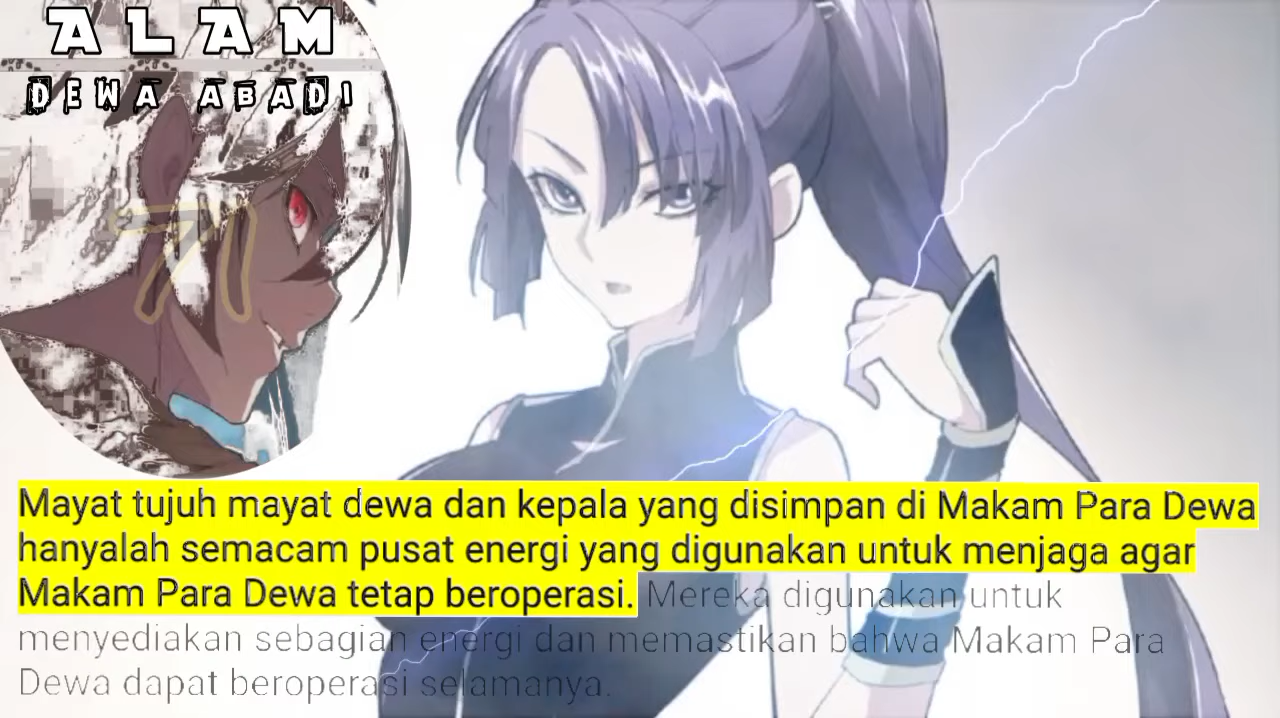 ALAM
DEWA ABADI
71
Mayat tujuh mayat dewa dan kepala yang disimpan di Makam Para Dewa
hanyalah semacam pusat energi yang digunakan untuk menjaga agar
Makam Para Dewa tetap beroperasi. Mereka digunakan untuk
menyediakan sebagian energi dan memastikan bahwa Makam Para
Dewa dapat beroperasi selamanya.